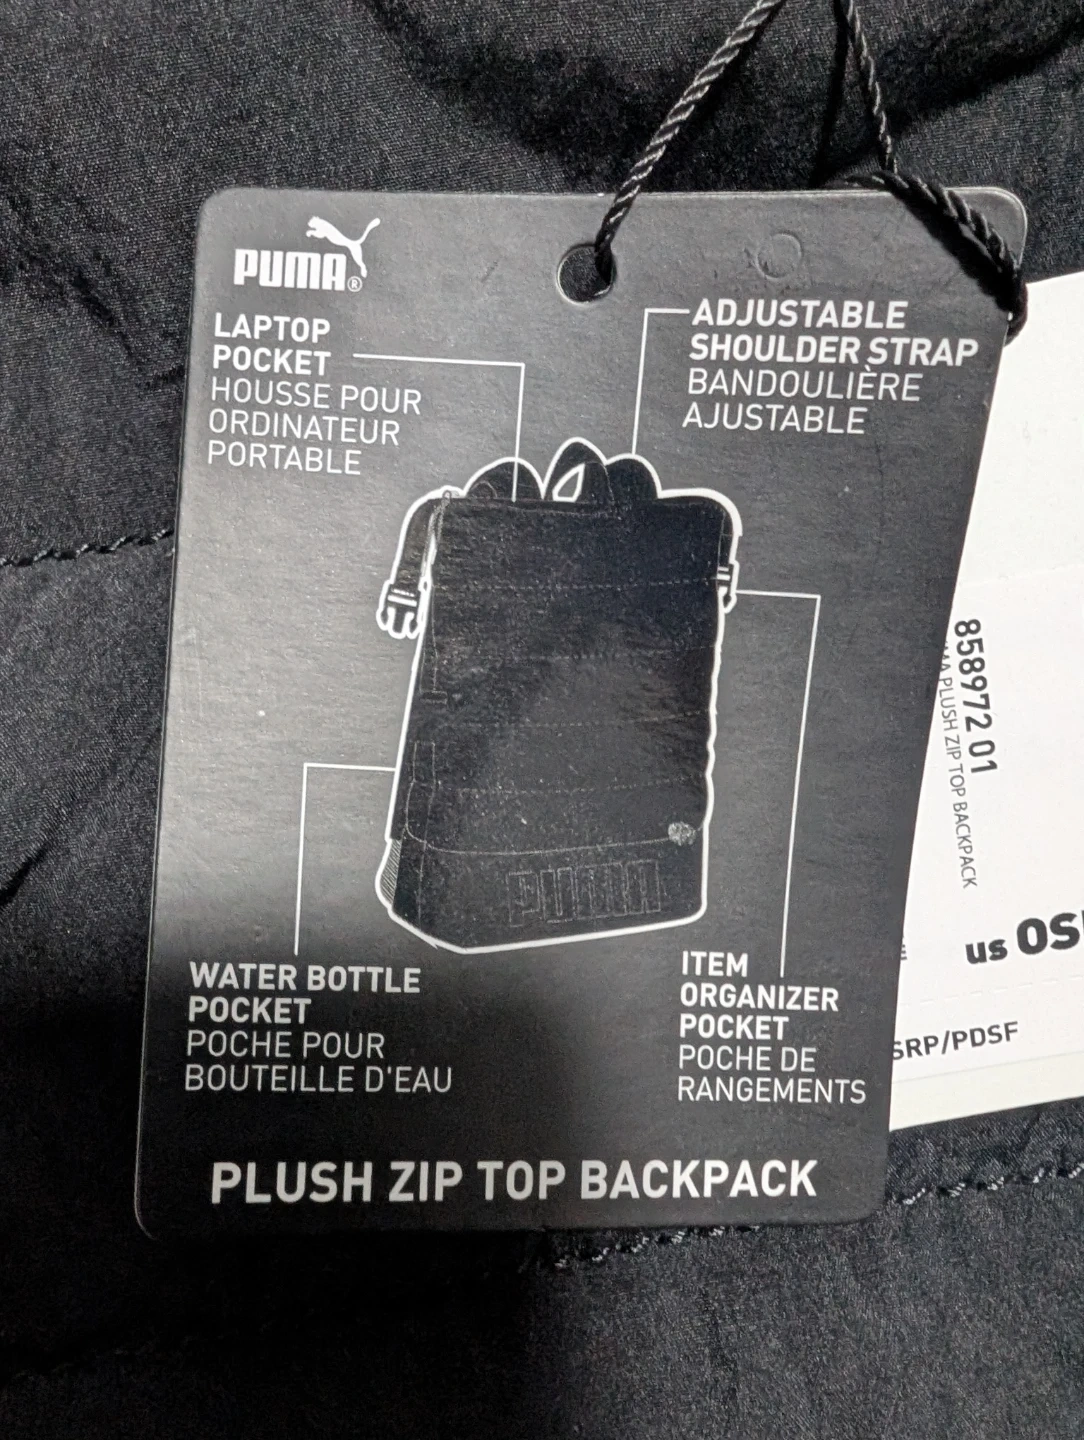 PUMA®
LAPTOP
POCKET
HOUSSE POUR
ORDINATEUR
PORTABLE
ADJUSTABLE
SHOULDER STRAP
BANDOULIÈRE
AJUSTABLE
PUMA
WATER BOTTLE
POCKET
POCHE POUR
BOUTEILLE D'EAU
ITEM
ORGANIZER
POCKET
POCHE DE
RANGEMENTS
PLUSH ZIP TOP BACKPACK
858972 01
PLUSH ZIP TOP BACKPACK
US
SRP/PDSF